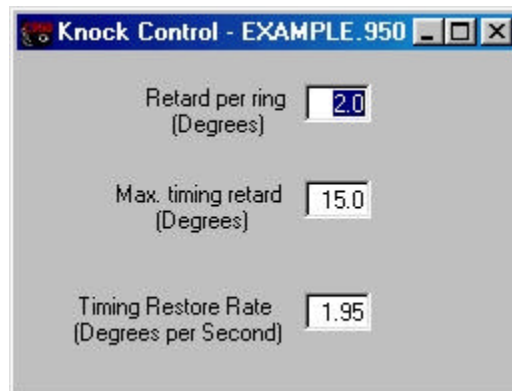 Knock Control - EXAMPLE.950
Retard per ring 2.0
(Degrees)
Max. timing retard 15.0
(Degrees)
Timing Restore Rate 1.95
(Degrees per Second)